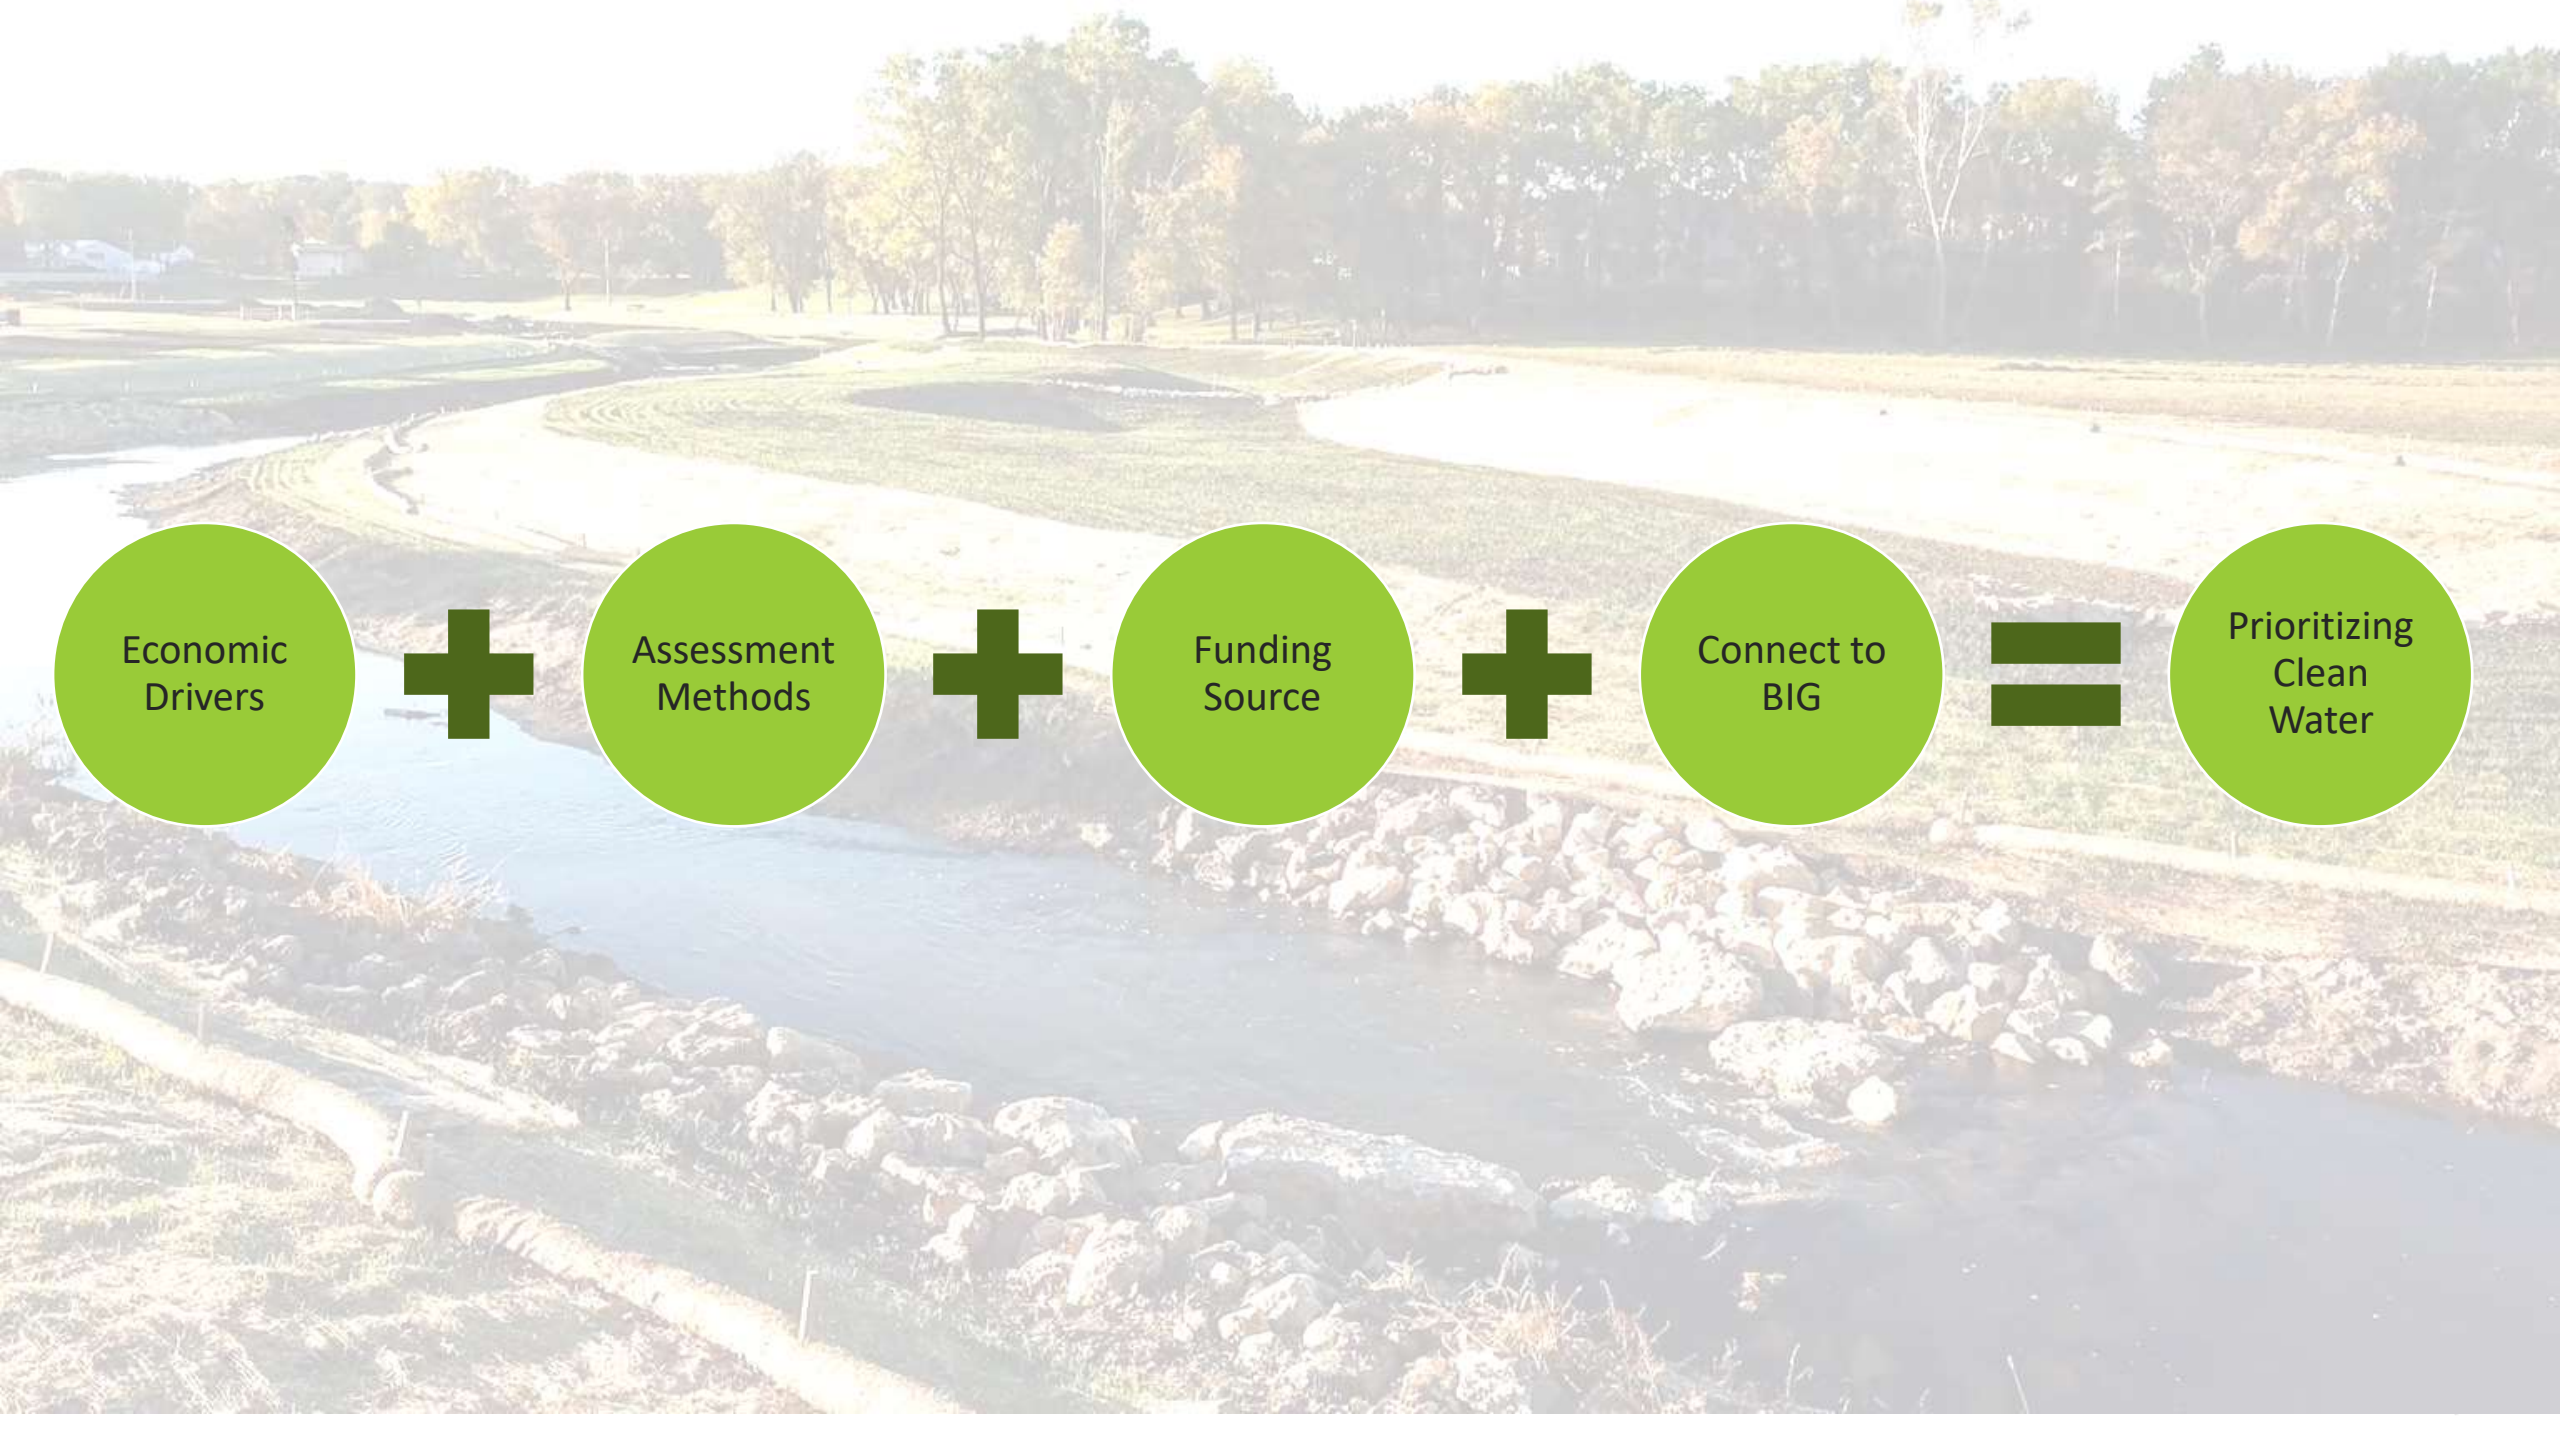 Economic
Drivers
Assessment
Methods
Funding
Source
Connect to
BIG
Prioritizing
Clean
Water